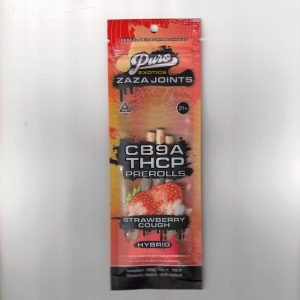 Puro
EXOTICS
ZAZA JOINTS
21+
CB9A
THCP
PREROLLS
STRAWBERRY
COUGH
HYBRID